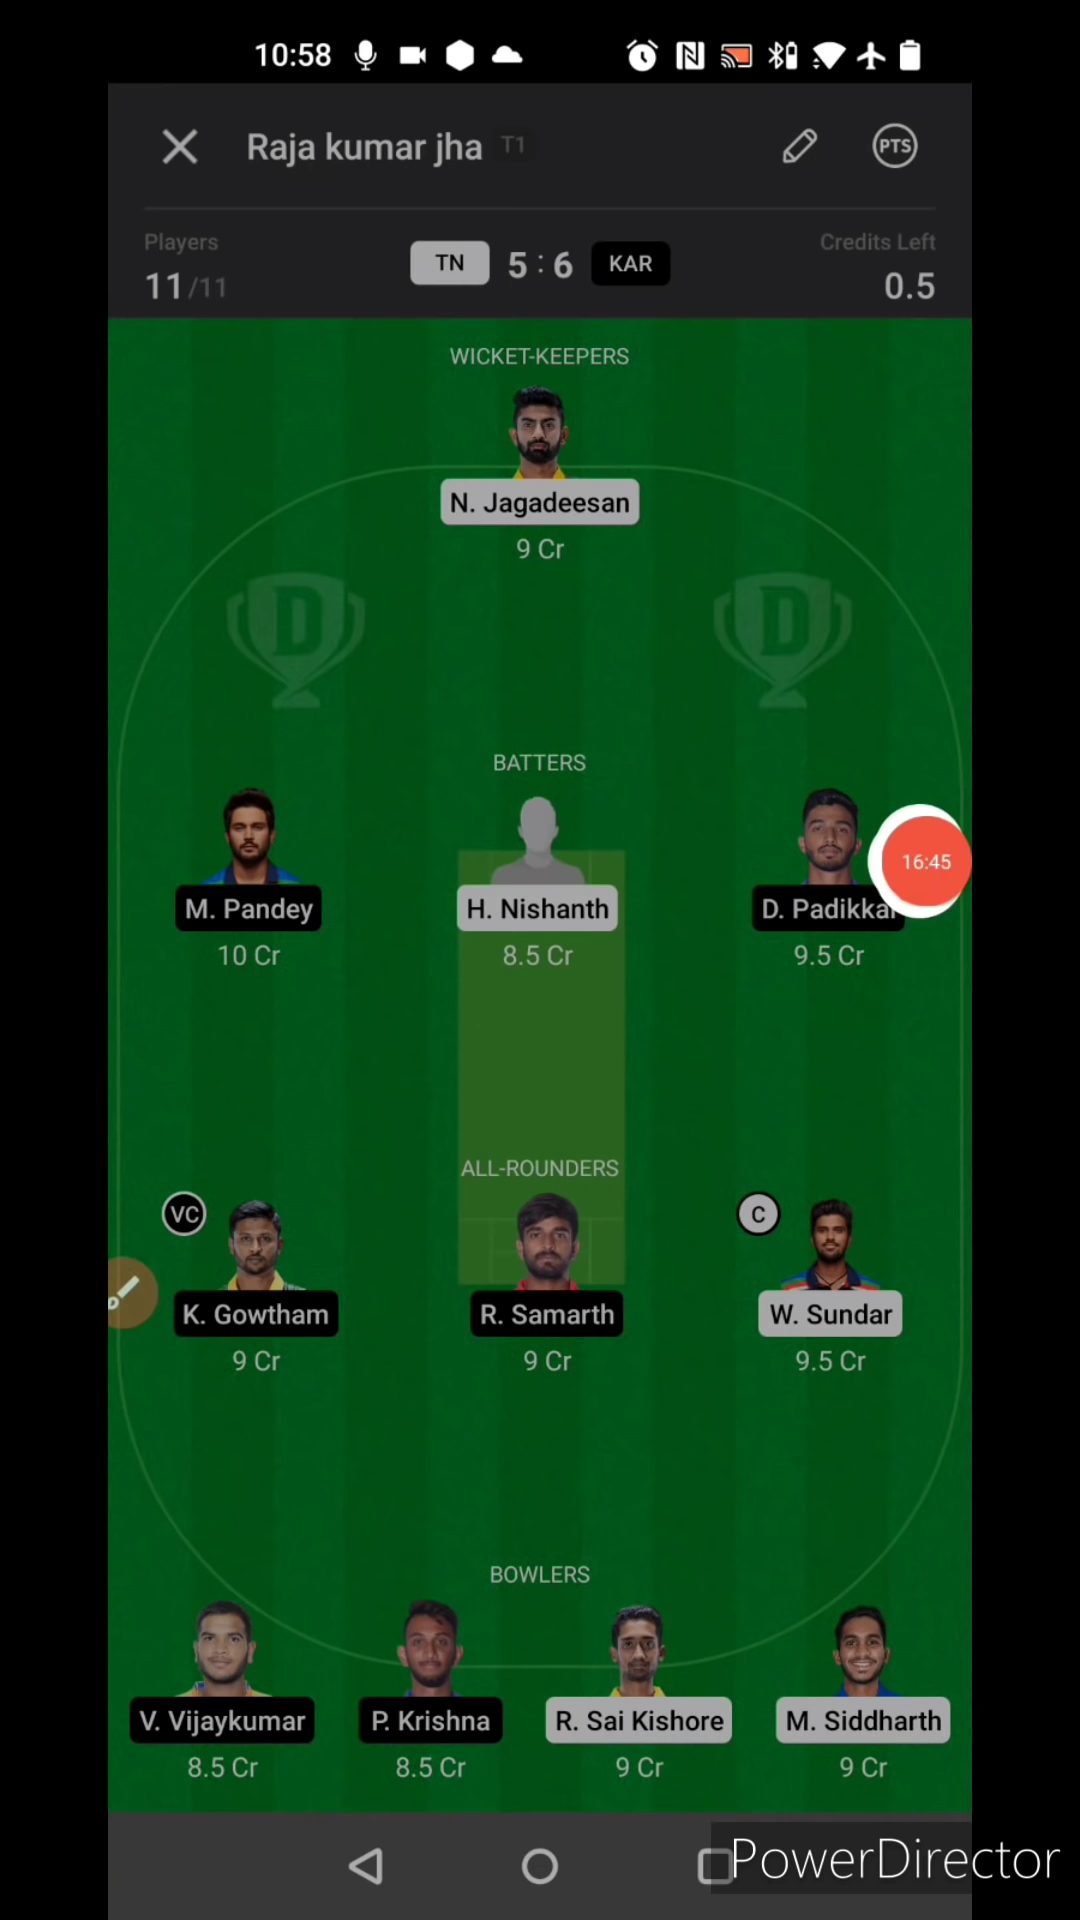 10:58
Raja kumar jha T1
PTS
Players
Credits Left
11/11
TN 5 : 6 KAR
0.5
WICKET-KEEPERS
N. Jagadeesan
9 Cr
D D
BATTERS
16:45
M. Pandey H. Nishanth D. Padikkal
10 Cr 8.5 Cr 9.5 Cr
ALL-ROUNDERS
VC C
K. Gowtham R. Samarth W. Sundar
9 Cr 9 Cr 9.5 Cr
BOWLERS
V. Vijaykumar P. Krishna R. Sai Kishore M. Siddharth
8.5 Cr 8.5 Cr 9 Cr 9 Cr
PowerDirector